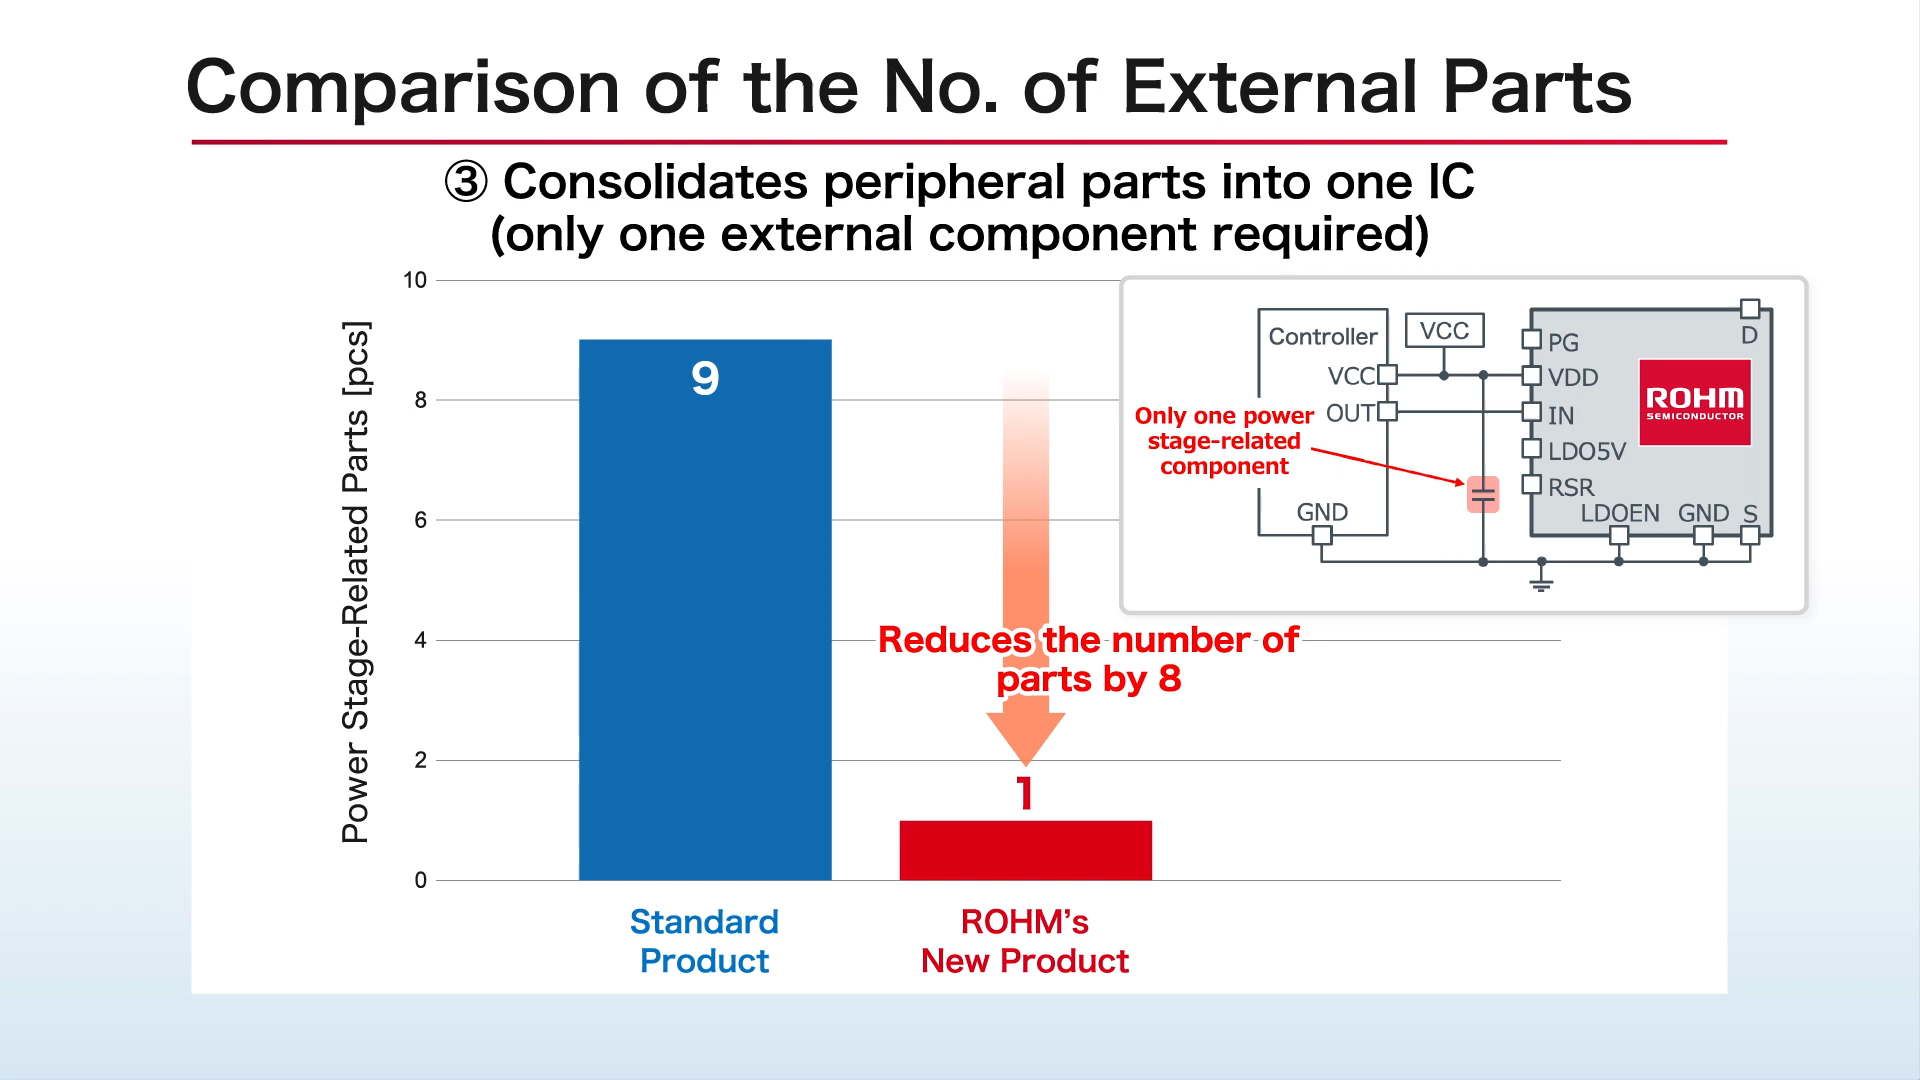 Comparison of the No. of External Parts
③ Consolidates peripheral parts into one IC
(only one external component required)
Power Stage-Related Parts [pcs]
10
8
6
4
2
0
9
1
Reduces the number of
parts by 8
Standard
Product
ROHM's
New Product
Controller
VCC
OUT
GND
VCC
Only one power
stage-related
component
D
PG
VDD
IN
LDO5V
RSR
LDOEN GND S
ROHM
SEMICONDUCTOR